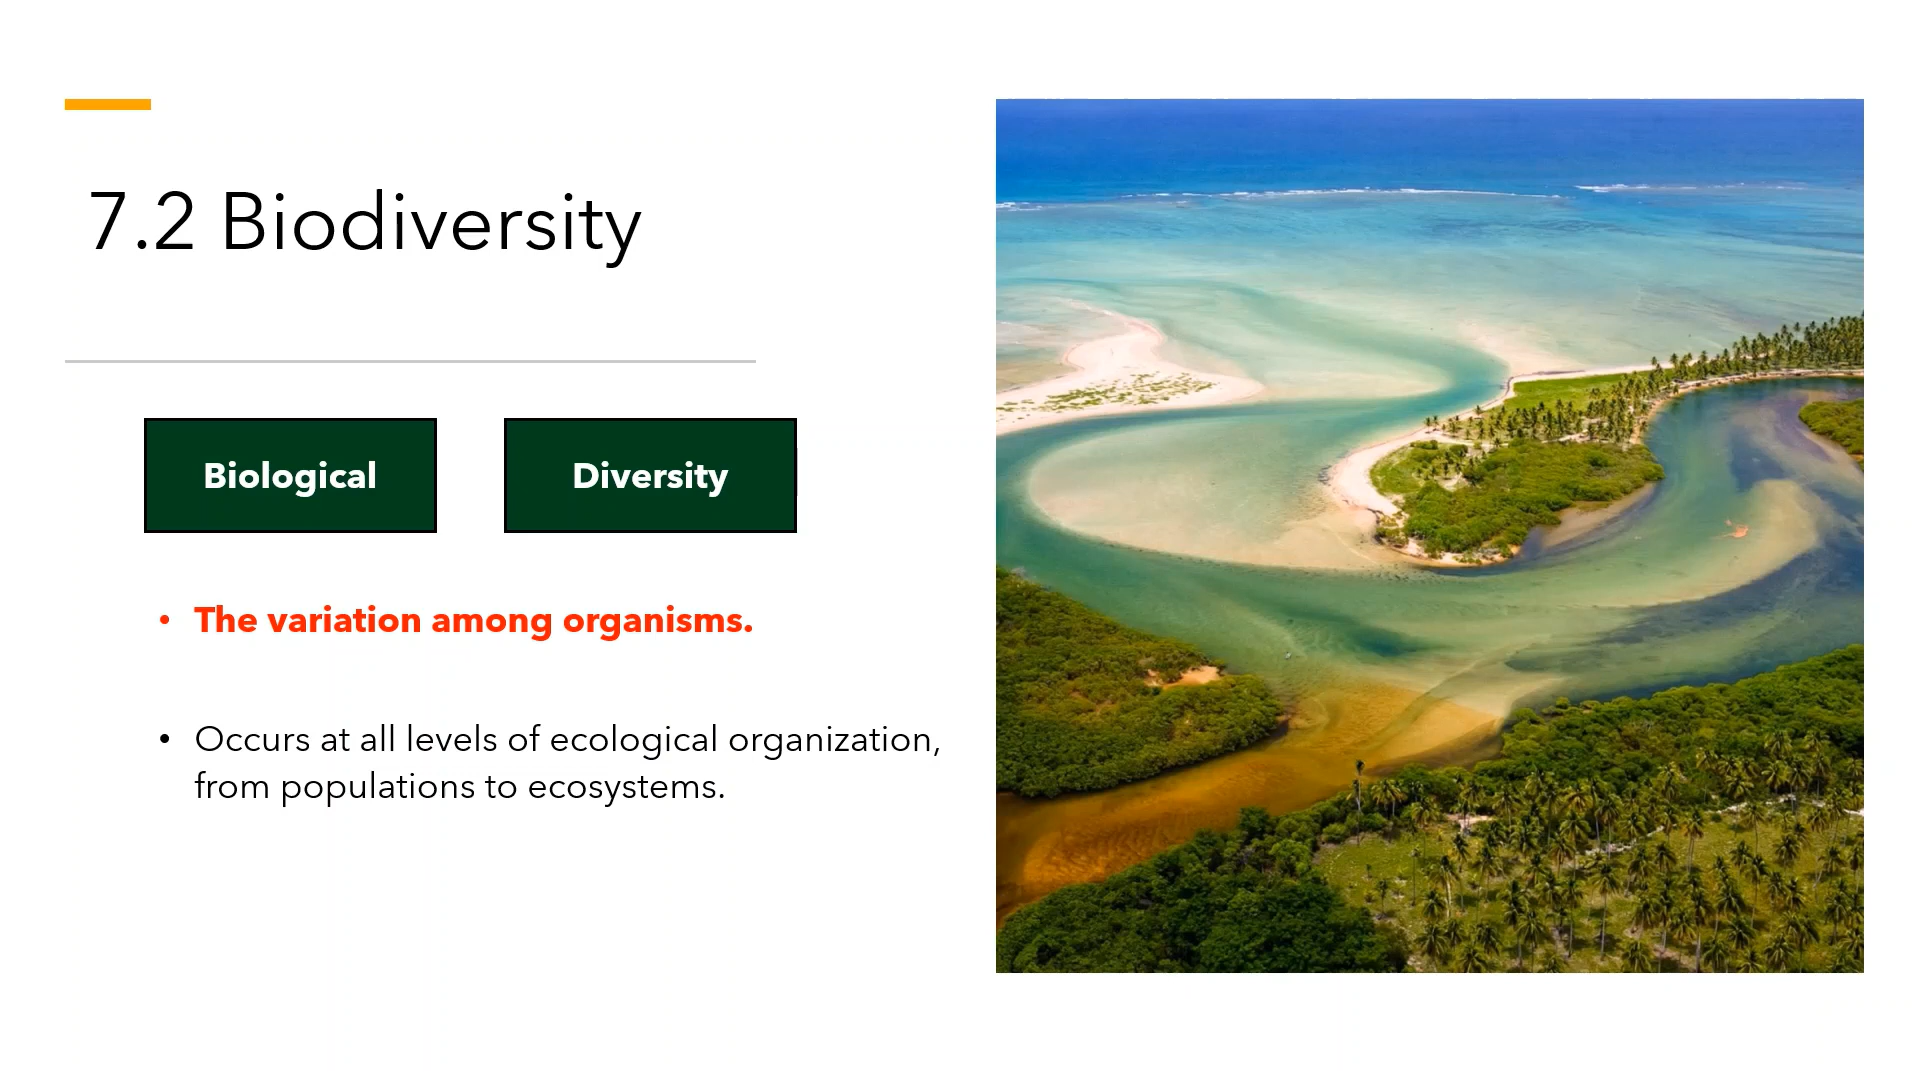 7.2 Biodiversity
Biological
Diversity
• The variation among organisms.
• Occurs at all levels of ecological organization,
from populations to ecosystems.